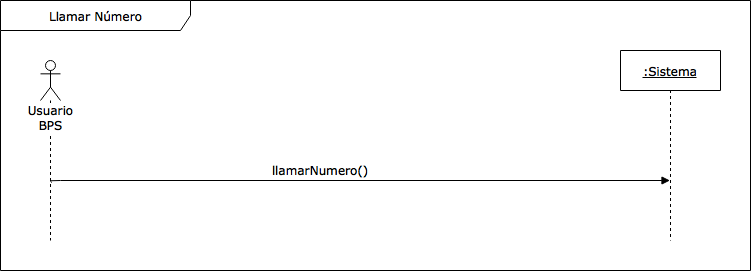 Llamar Número
:Sistema
Usuario
BPS
llamarNumero()